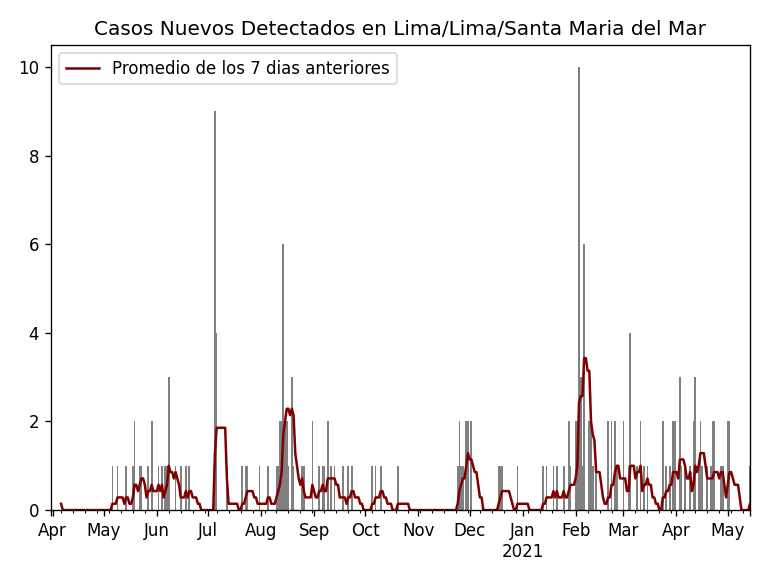 Casos Nuevos Detectados en Lima/Lima/Santa Maria del Mar
Promedio de los 7 dias anteriores
10
8
6
4
2
0
Apr May Jun Jul Aug Sep Oct Nov Dec Jan Feb Mar Apr May
2021